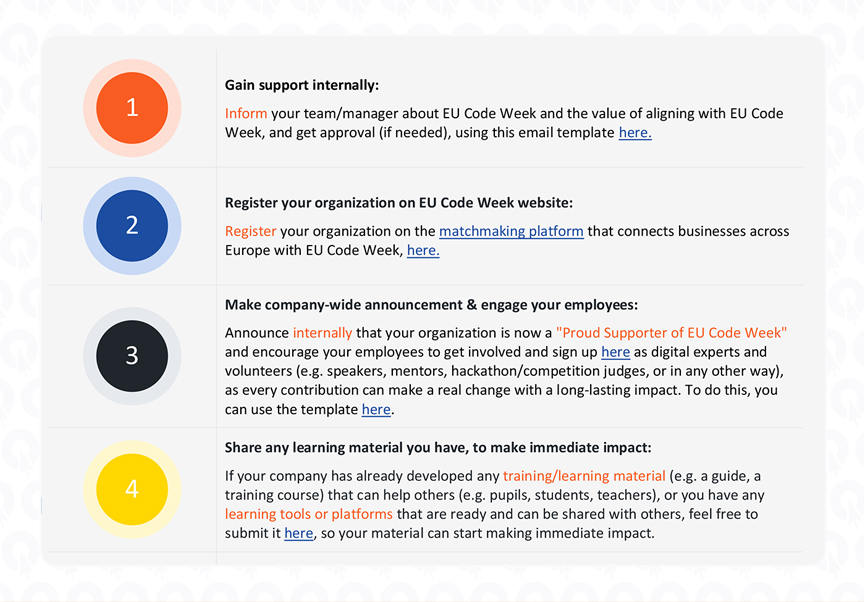 1
Gain support internally:
Inform your team/manager about EU Code Week and the value of aligning with EU Code
Week, and get approval (if needed), using this email template here.
2
Register your organization on EU Code Week website:
Register your organization on the matchmaking platform that connects businesses across
Europe with EU Code Week, here.
3
Make company-wide announcement & engage your employees:
Announce internally that your organization is now a "Proud Supporter of EU Code Week"
and encourage your employees to get involved and sign up here as digital experts and
volunteers (e.g. speakers, mentors, hackathon/competition judges, or in any other way),
as every contribution can make a real change with a long-lasting impact. To do this, you
can use the template here.
4
Share any learning material you have, to make immediate impact:
If your company has already developed any training/learning material (e.g. a guide, a
training course) that can help others (e.g. pupils, students, teachers), or you have any
learning tools or platforms that are ready and can be shared with others, feel free to
submit it here, so your material can start making immediate impact.